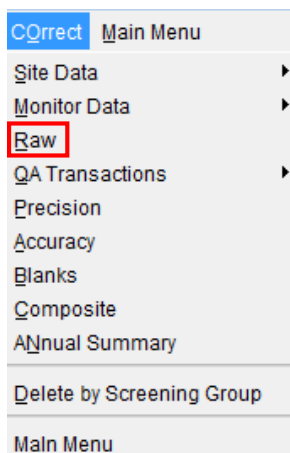 COrrect Main Menu
Site Data
Monitor Data
Raw
QA Transactions
Precision
Accuracy
Blanks
Composite
ANnual Summary
Delete by Screening Group
MaIn Menu